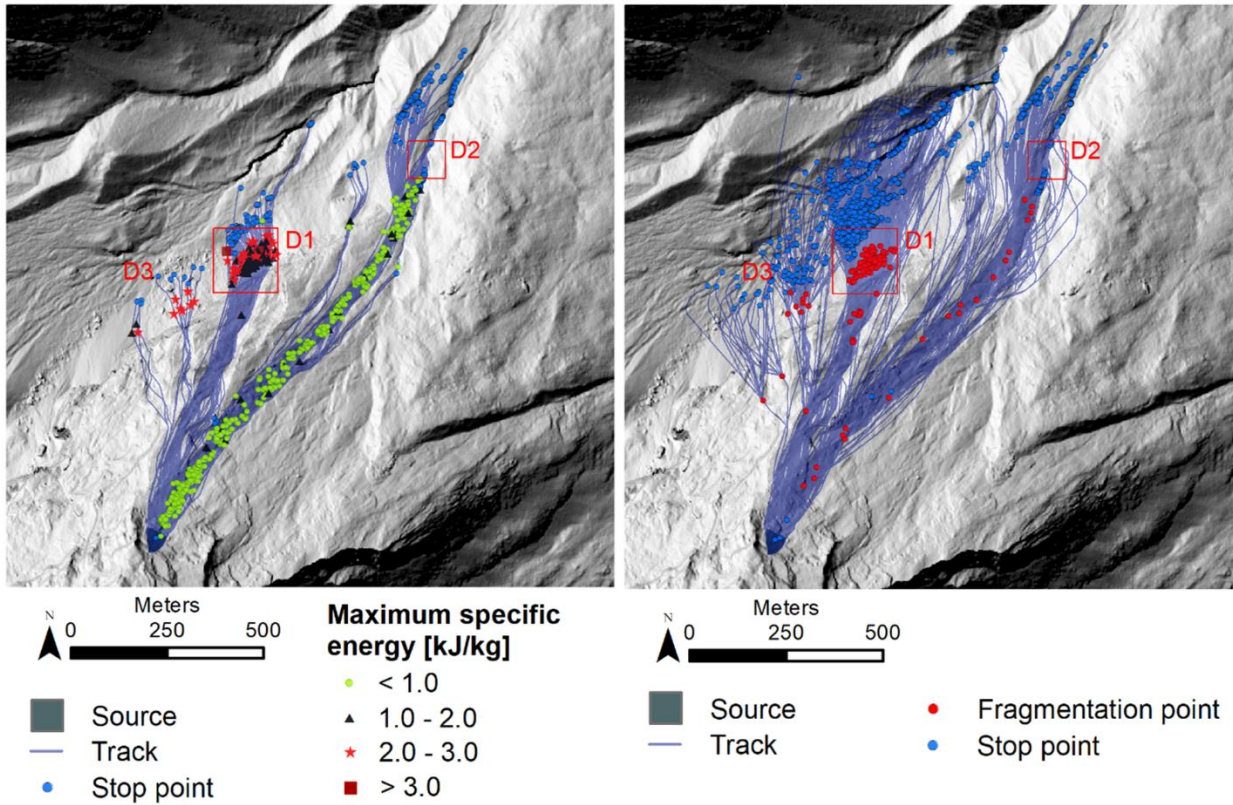 D2
D1
D3
D2
D1
D3
N
Meters
0 250 500
Source
Track
Stop point
Maximum specific
energy [kJ/kg]
< 1.0
1.0 - 2.0
2.0 - 3.0
> 3.0
N
Meters
0 250 500
Source
Track
Fragmentation point
Stop point